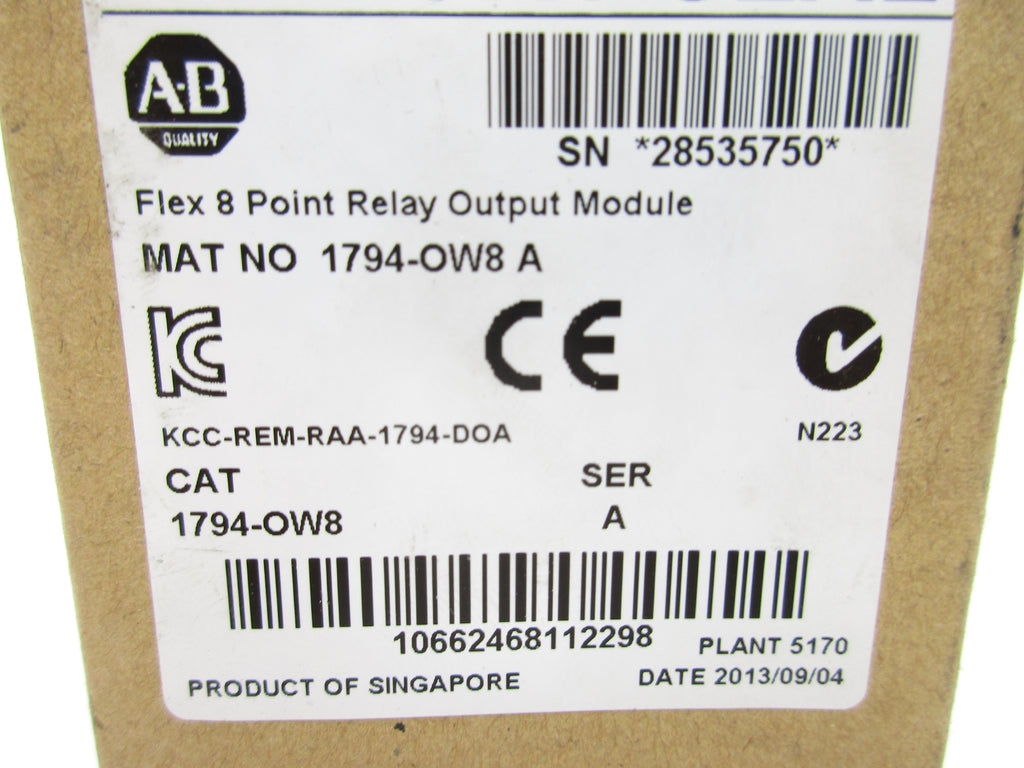 A-B
QUALITY
SN *28535750*
Flex 8 Point Relay Output Module
MAT NO 1794-OW8 A
KC
CE
KCC-REM-RAA-1794-DOA
N223
CAT
SER
1794-OW8
A
10662468112298
PLANT 5170
PRODUCT OF SINGAPORE
DATE 2013/09/04